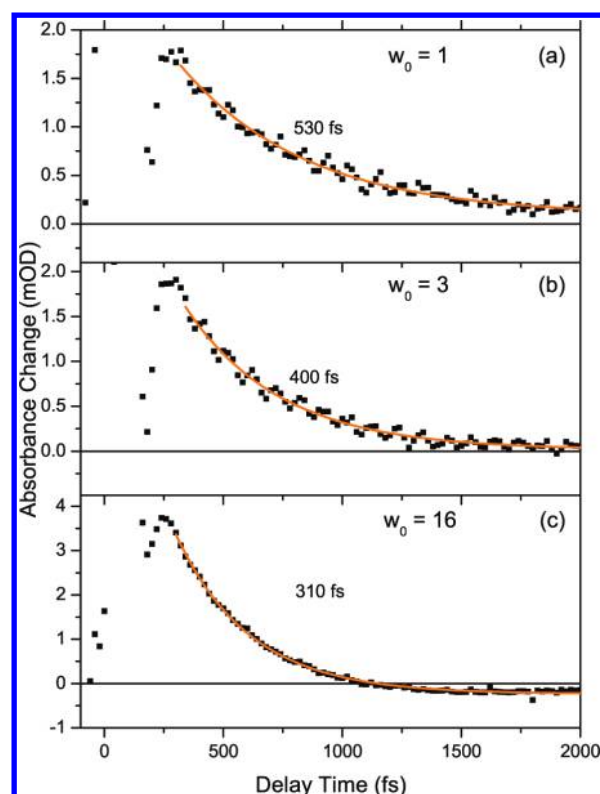 2.0
w0 = 1
(a)
1.5
530 fs
1.0
0.5
0.0
2.0
w0 = 3
(b)
1.5
400 fs
1.0
0.5
0.0
Absorbance Change (mOD)
4
w0 = 16
(c)
3
310 fs
2
1
0
-1
0 500 1000 1500 2000
Delay Time (fs)